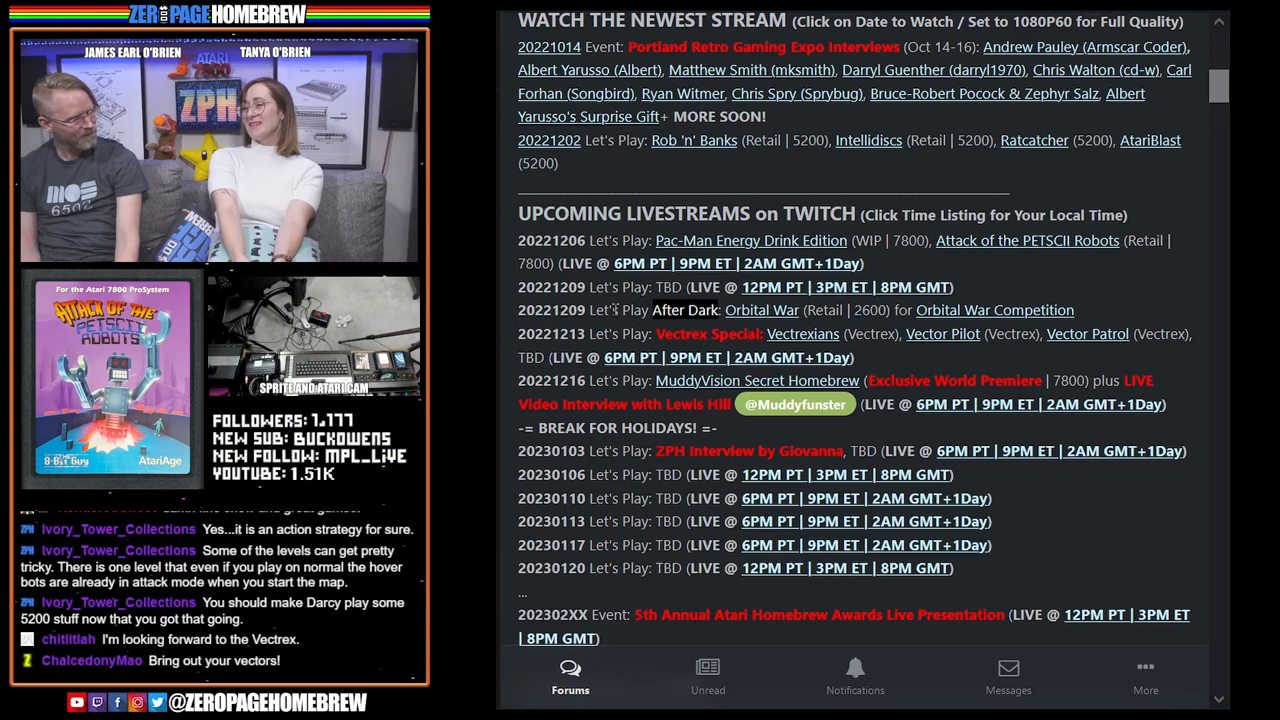 ZEROPAGE HOMEBREW
JAMES EARL O'BRIEN
TANYA O'BRIEN
ATARI
ZPH
MOS
6502
For the Atari 7800 ProSystem
ATTACK OF THE
PETSCII
ROBOTS
8-Bit Guy
AtariAge
SPRITE AND ATARI CAM
FOLLOWERS: 1,777
NEW SUB: BUCKOWENS
NEW FOLLOW: MPL_LIVE
YOUTUBE: 1.51K
Ivory_Tower_Collections Yes...it is an action strategy for sure.
Ivory_Tower_Collections Some of the levels can get pretty
tricky. There is one level that even if you play on normal the hover
bots are already in attack mode when you start the map.
Ivory_Tower_Collections You should make Darcy play some
5200 stuff now that you got that going.
chitlitlah I'm looking forward to the Vectrex.
ChalcedonyMao Bring out your vectors!
@ZEROPAGEHOMEBREW
WATCH THE NEWEST STREAM (Click on Date to Watch / Set to 1080P60 for Full Quality)
20221014 Event: Portland Retro Gaming Expo Interviews (Oct 14-16): Andrew Pauley (Armscar Coder),
Albert Yarusso (Albert), Matthew Smith (mksmith), Darryl Guenther (darryl1970), Chris Walton (cd-w), Carl
Forhan (Songbird), Ryan Witmer, Chris Spry (Sprybug), Bruce-Robert Pocock & Zephyr Salz, Albert
Yarusso's Surprise Gift+ MORE SOON!
20221202 Let's Play: Rob 'n' Banks (Retail | 5200), Intellidiscs (Retail | 5200), Ratcatcher (5200), AtariBlast
(5200)
UPCOMING LIVESTREAMS on TWITCH (Click Time Listing for Your Local Time)
20221206 Let's Play: Pac-Man Energy Drink Edition (WIP | 7800), Attack of the PETSCII Robots (Retail |
7800) (LIVE @ 6PM PT | 9PM ET | 2AM GMT+1Day)
20221209 Let's Play: TBD (LIVE @ 12PM PT | 3PM ET | 8PM GMT)
20221209 Let's Play After Dark: Orbital War (Retail | 2600) for Orbital War Competition
20221213 Let's Play: Vectrex Special: Vectrexians (Vectrex), Vector Pilot (Vectrex), Vector Patrol (Vectrex),
TBD (LIVE @ 6PM PT | 9PM ET | 2AM GMT+1Day)
20221216 Let's Play: MuddyVision Secret Homebrew (Exclusive World Premiere | 7800) plus LIVE
Video Interview with Lewis Hill @Muddyfunster (LIVE @ 6PM PT | 9PM ET | 2AM GMT+1Day)
-= BREAK FOR HOLIDAYS! =-
20230103 Let's Play: ZPH Interview by Giovanna, TBD (LIVE @ 6PM PT | 9PM ET | 2AM GMT+1Day)
20230106 Let's Play: TBD (LIVE @ 12PM PT | 3PM ET | 8PM GMT)
20230110 Let's Play: TBD (LIVE @ 6PM PT | 9PM ET | 2AM GMT+1Day)
20230113 Let's Play: TBD (LIVE @ 6PM PT | 9PM ET | 2AM GMT+1Day)
20230117 Let's Play: TBD (LIVE @ 6PM PT | 9PM ET | 2AM GMT+1Day)
20230120 Let's Play: TBD (LIVE @ 12PM PT | 3PM ET | 8PM GMT)
...
202302XX Event: 5th Annual Atari Homebrew Awards Live Presentation (LIVE @ 12PM PT | 3PM ET
| 8PM GMT)
Forums
Unread
Notifications
Messages
More